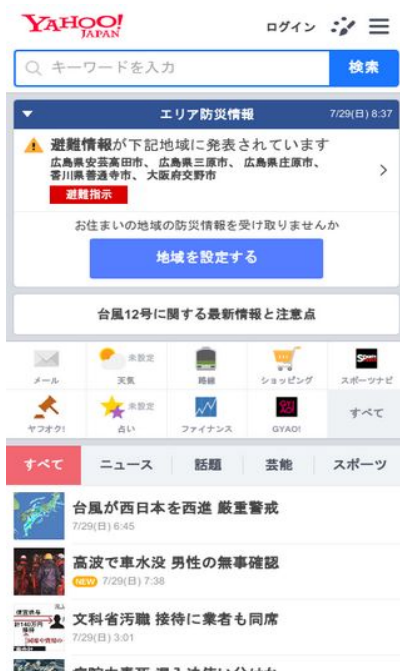 YAHOO!
JAPAN
ログイン
キーワードを入力
検索
エリア防災情報
7/29(日) 8:37
避難情報が下記地域に発表されています
広島県安芸高田市、広島県三原市、広島県庄原市、
香川県善通寺市、大阪府交野市
避難指示
お住まいの地域の防災情報を受け取りませんか
地域を設定する
台風12号に関する最新情報と注意点
未設定
メール
天気
路線
ショッピング
スポーツナビ
未設定
ヤフオク!
占い
ファイナンス
GYAO!
すべて
すべて
ニュース
話題
芸能
スポーツ
台風が西日本を西進 厳重警戒
7/29(日) 6:45
高波で車水没 男性の無事確認
NEW 7/29(日) 7:38
文科省汚職 接待に業者も同席
7/29(日) 3:01